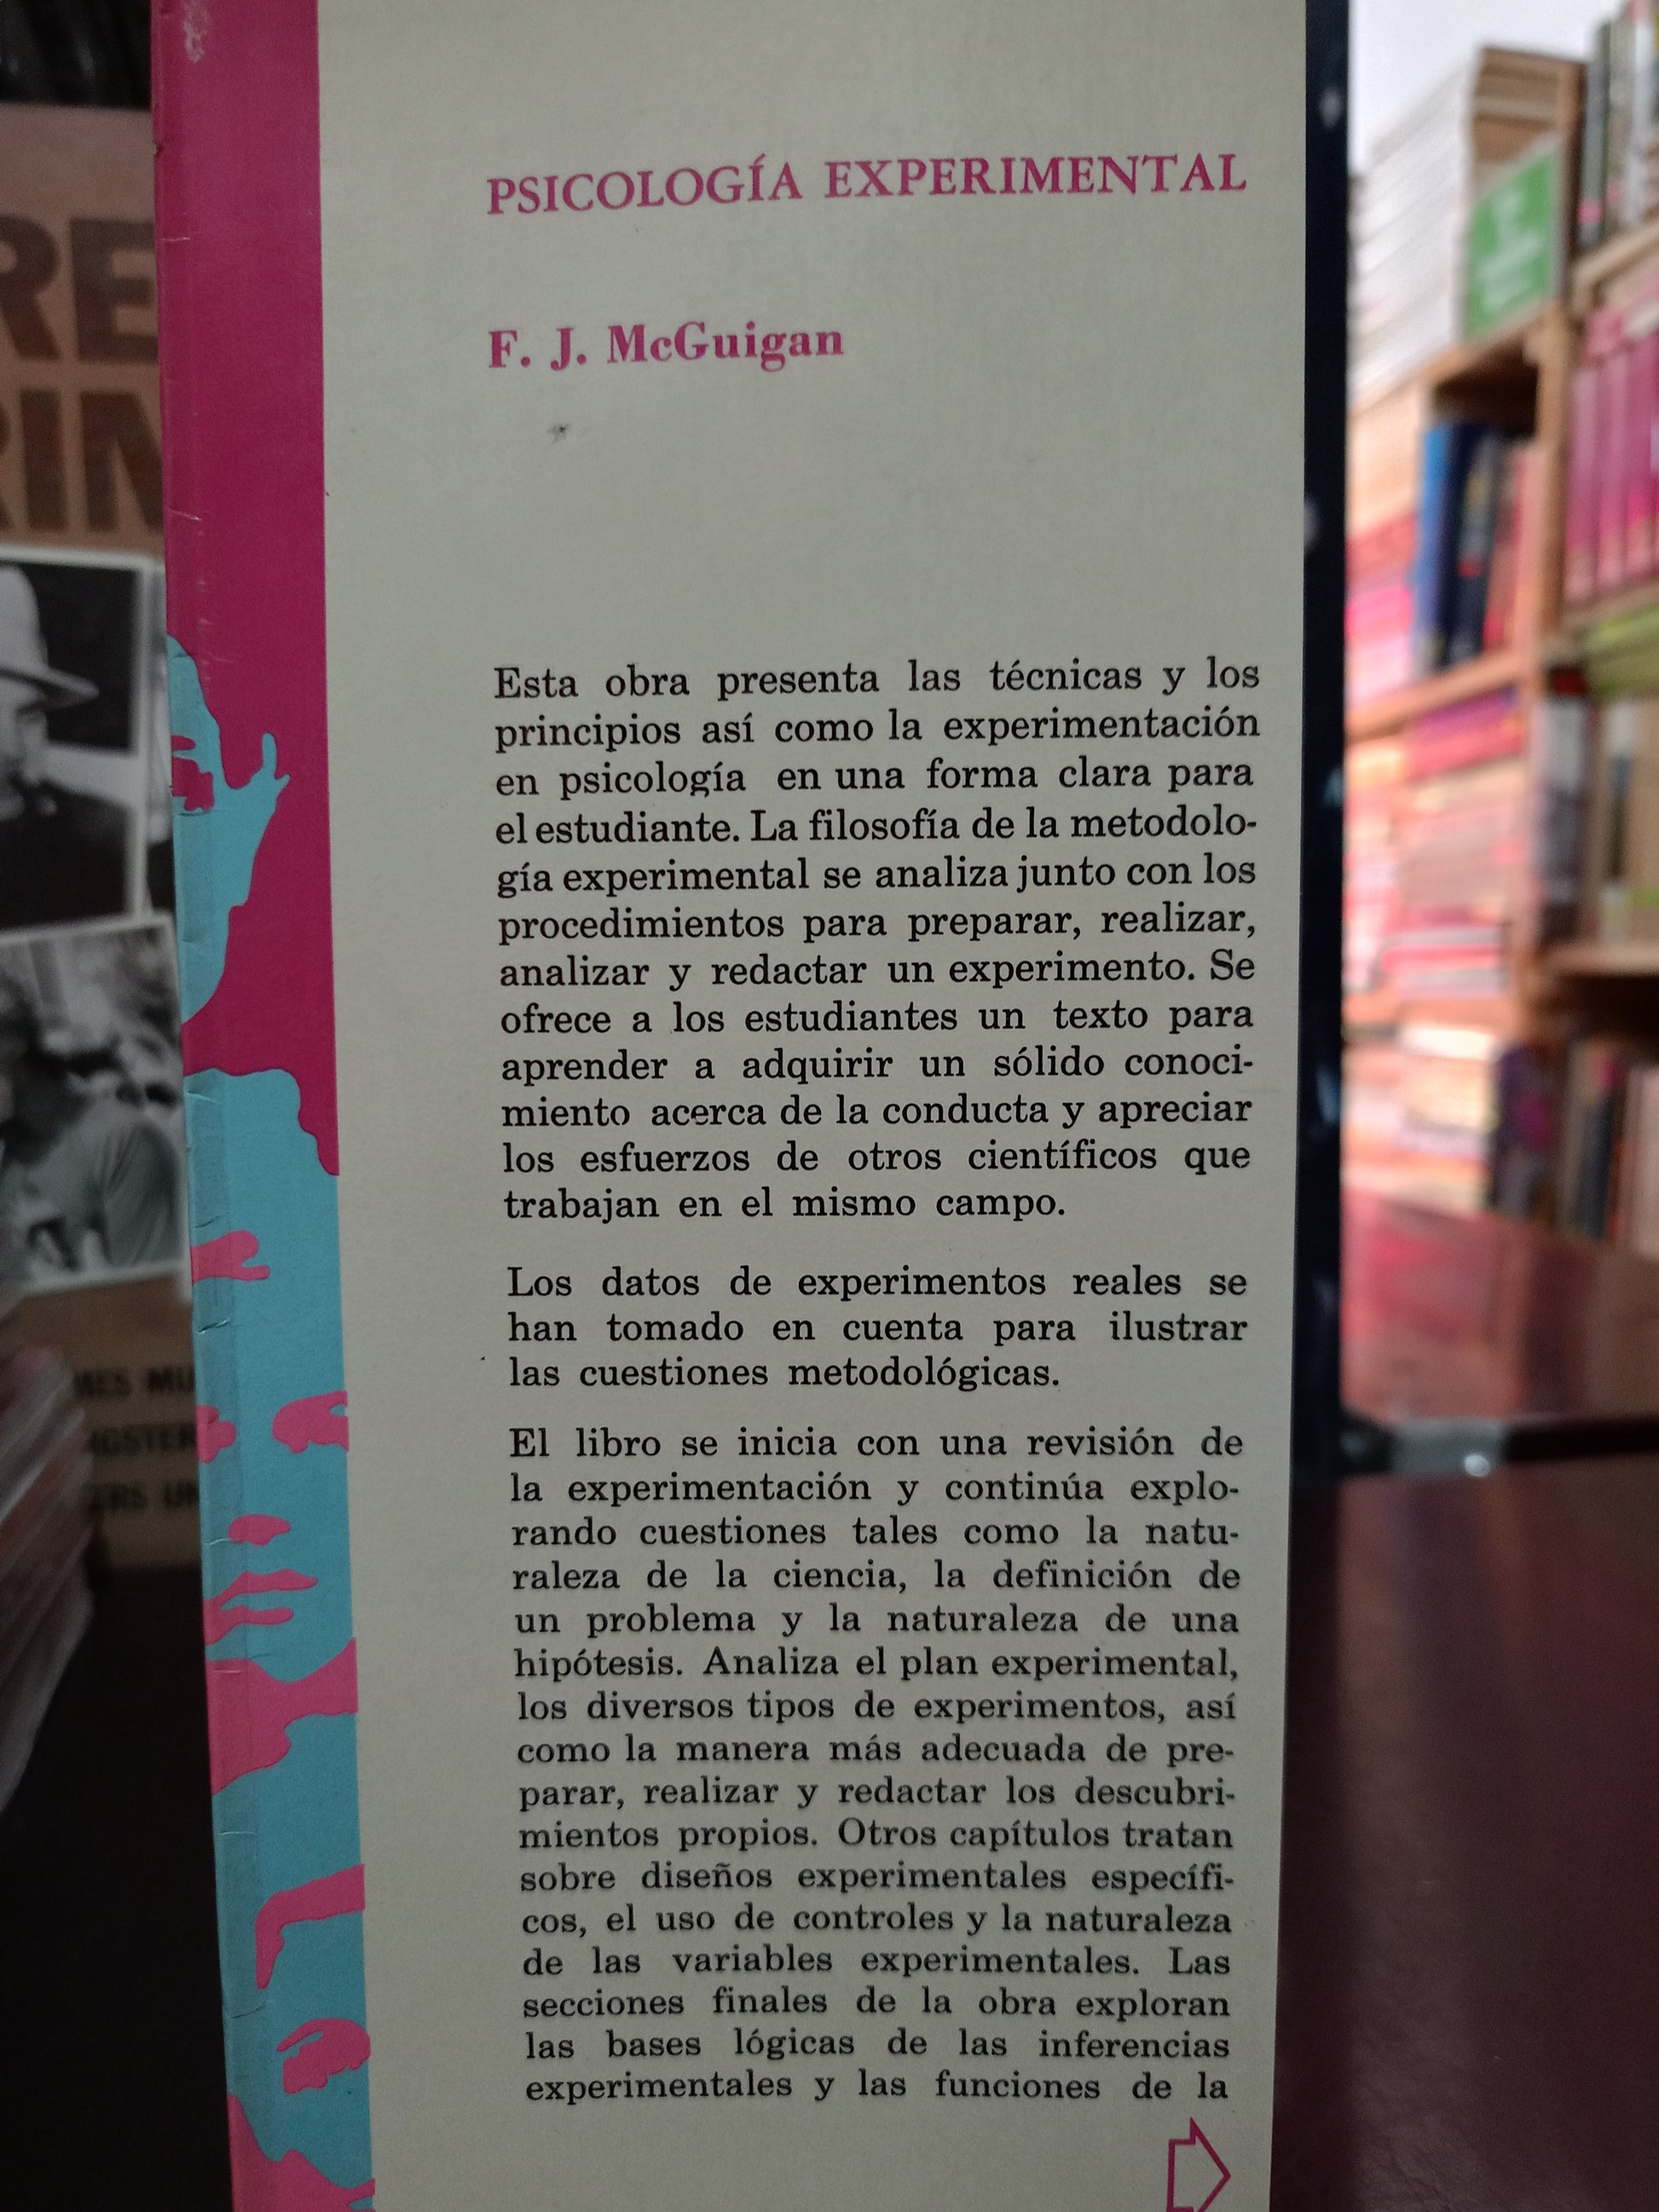 PSICOLOGÍA EXPERIMENTAL
F. J. McGuigan
Esta obra presenta las técnicas y los
principios así como la experimentación
en psicología en una forma clara para
el estudiante. La filosofía de la metodolo-
gía experimental se analiza junto con los
procedimientos para preparar, realizar,
analizar y redactar un experimento. Se
ofrece a los estudiantes un texto para
aprender a adquirir un sólido conoci-
miento acerca de la conducta y apreciar
los esfuerzos de otros científicos que
trabajan en el mismo campo.
Los datos de experimentos reales se
han tomado en cuenta para ilustrar
las cuestiones metodológicas.
El libro se inicia con una revisión de
la experimentación y continúa explo-
rando cuestiones tales como la natu-
raleza de la ciencia, la definición de
un problema y la naturaleza de una
hipótesis. Analiza el plan experimental,
los diversos tipos de experimentos, así
como la manera más adecuada de pre-
parar, realizar y redactar los descubri-
mientos propios. Otros capítulos tratan
sobre diseños experimentales específi-
cos, el uso de controles y la naturaleza
de las variables experimentales. Las
secciones finales de la obra exploran
las bases lógicas de las inferencias
experimentales y las funciones de la